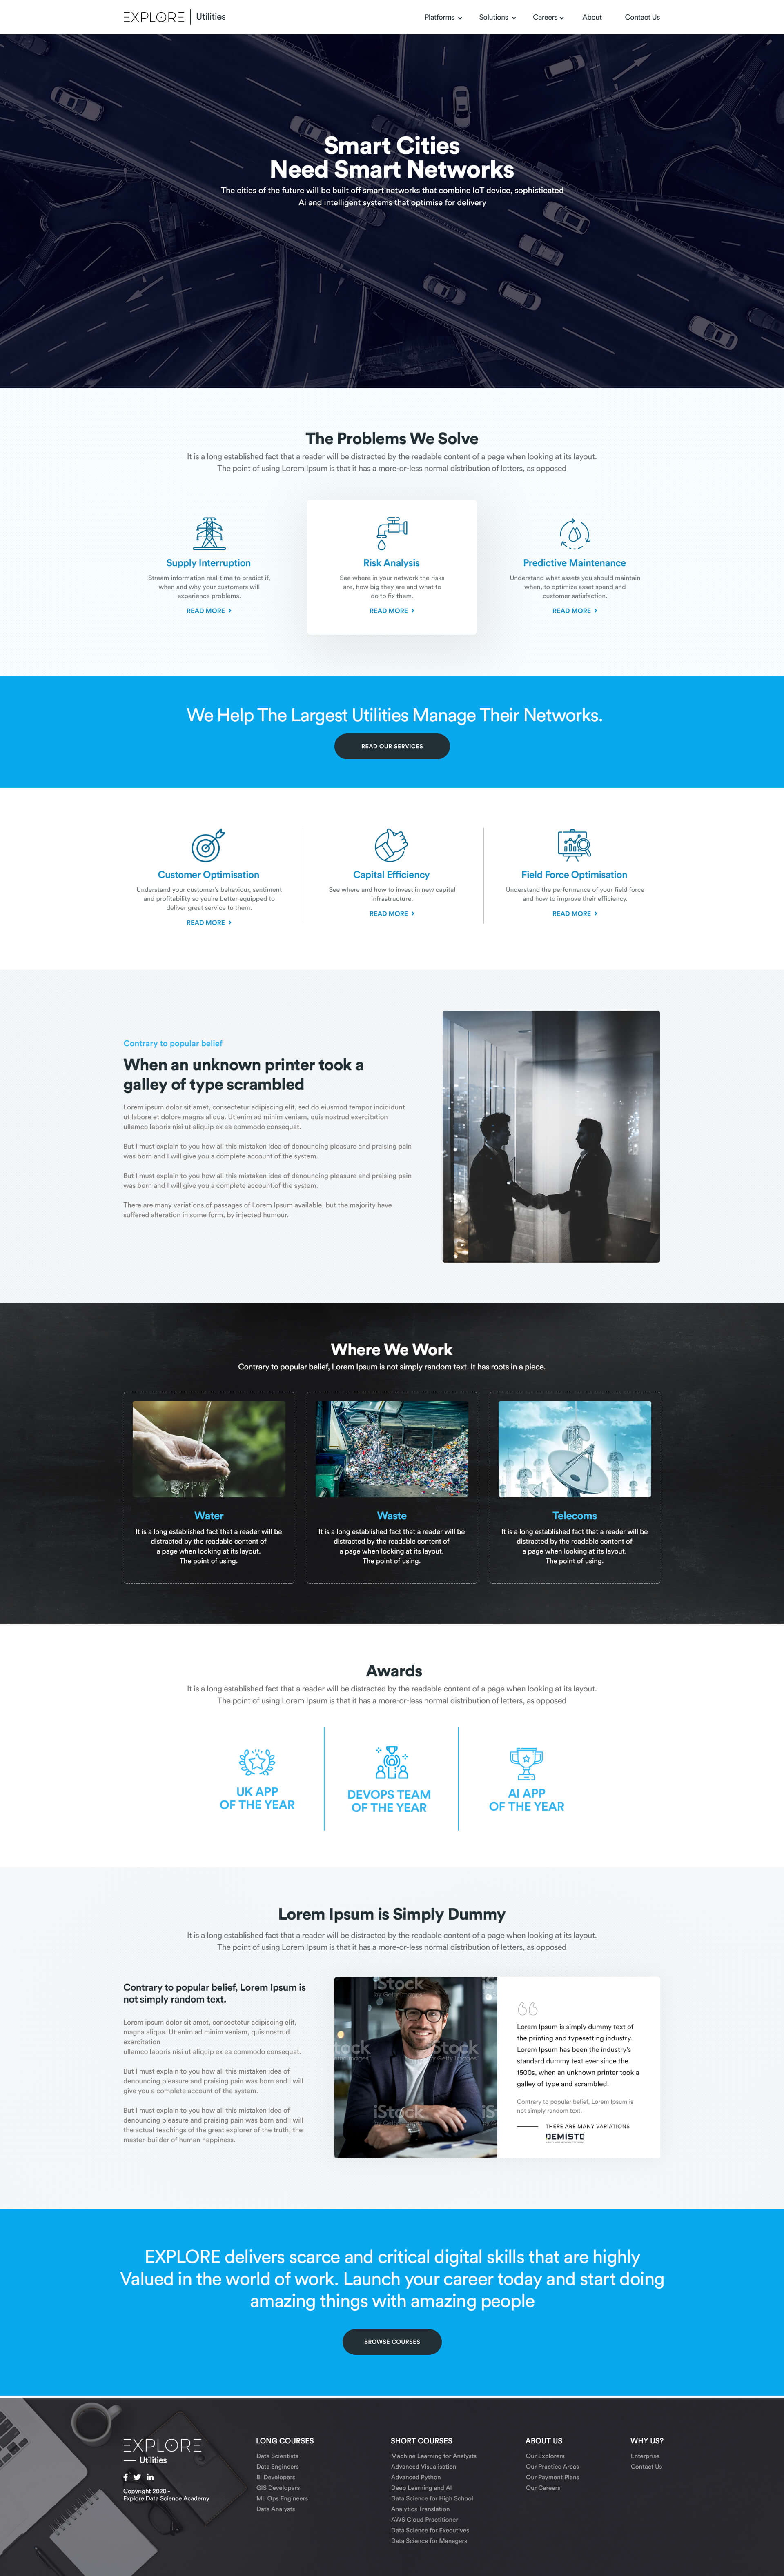 EXPLORE Utilities
Platforms Solutions Careers About Contact Us
Smart Cities
Need Smart Networks
The cities of the future will be built off smart networks that combine IoT device, sophisticated
Ai and intelligent systems that optimise for delivery
The Problems We Solve
It is a long established fact that a reader will be distracted by the readable content of a page when looking at its layout.
The point of using Lorem Ipsum is that it has a more-or-less normal distribution of letters, as opposed
Supply Interruption
Stream information real-time to predict if,
when and why your customers will
experience problems.
READ MORE
Risk Analysis
See where in your network the risks
are, how big they are and what to
do to fix them.
READ MORE
Predictive Maintenance
Understand what assets you should maintain
when, to optimize asset spend and
customer satisfaction.
READ MORE
We Help The Largest Utilities Manage Their Networks.
READ OUR SERVICES
Customer Optimisation
Understand your customer's behaviour, sentiment
and profitability so you're better equipped to
deliver great service to them.
READ MORE
Capital Efficiency
See where and how to invest in new capital
infrastructure.
READ MORE
Field Force Optimisation
Understand the performance of your field force
and how to improve their efficiency.
READ MORE
Contrary to popular belief
When an unknown printer took a
galley of type scrambled
Lorem ipsum dolor sit amet, consectetur adipiscing elit, sed do eiusmod tempor incididunt
ut labore et dolore magna aliqua. Ut enim ad minim veniam, quis nostrud exercitation
ullamco laboris nisi ut aliquip ex ea commodo consequat.
But I must explain to you how all this mistaken idea of denouncing pleasure and praising pain
was born and I will give you a complete account of the system.
But I must explain to you how all this mistaken idea of denouncing pleasure and praising pain
was born and I will give you a complete account.of the system.
There are many variations of passages of Lorem Ipsum available, but the majority have
suffered alteration in some form, by injected humour.
Where We Work
Contrary to popular belief, Lorem Ipsum is not simply random text. It has roots in a piece.
Water
It is a long established fact that a reader will be
distracted by the readable content of
a page when looking at its layout.
The point of using.
Waste
It is a long established fact that a reader will be
distracted by the readable content of
a page when looking at its layout.
The point of using.
Telecoms
It is a long established fact that a reader will be
distracted by the readable content of
a page when looking at its layout.
The point of using.
Awards
It is a long established fact that a reader will be distracted by the readable content of a page when looking at its layout.
The point of using Lorem Ipsum is that it has a more-or-less normal distribution of letters, as opposed
UK APP
OF THE YEAR
DEVOPS TEAM
OF THE YEAR
AI APP
OF THE YEAR
Lorem Ipsum is Simply Dummy
It is a long established fact that a reader will be distracted by the readable content of a page when looking at its layout.
The point of using Lorem Ipsum is that it has a more-or-less normal distribution of letters, as opposed
Contrary to popular belief, Lorem Ipsum is
not simply random text.
Lorem ipsum dolor sit amet, consectetur adipiscing elit,
magna aliqua. Ut enim ad minim veniam, quis nostrud
exercitation
ullamco laboris nisi ut aliquip ex ea commodo consequat.
But I must explain to you how all this mistaken idea of
denouncing pleasure and praising pain was born and I will
give you a complete account of the system.
But I must explain to you how all this mistaken idea of
denouncing pleasure and praising pain was born and I will
the actual teachings of the great explorer of the truth, the
master-builder of human happiness.
iStock
by Getty Images
iStock
iStock
Lorem Ipsum is simply dummy text of
the printing and typesetting industry.
Lorem Ipsum has been the industry's
standard dummy text ever since the
1500s, when an unknown printer took a
galley of type and scrambled.
Contrary to popular belief, Lorem Ipsum is
not simply random text.
THERE ARE MANY VARIATIONS
DEMISTO
EXPLORE delivers scarce and critical digital skills that are highly
Valued in the world of work. Launch your career today and start doing
amazing things with amazing people
BROWSE COURSES
EXPLORE
Utilities
Copyright 2020 -
Explore Data Science Academy
LONG COURSES
Data Scientists
Data Engineers
BI Developers
GIS Developers
ML Ops Engineers
Data Analysts
SHORT COURSES
Machine Learning for Analysts
Advanced Visualisation
Advanced Python
Deep Learning and AI
Data Science for High School
Analytics Translation
AWS Cloud Practitioner
Data Science for Executives
Data Science for Managers
ABOUT US
Our Explorers
Our Practice Areas
Our Payment Plans
Our Careers
WHY US?
Enterprise
Contact Us